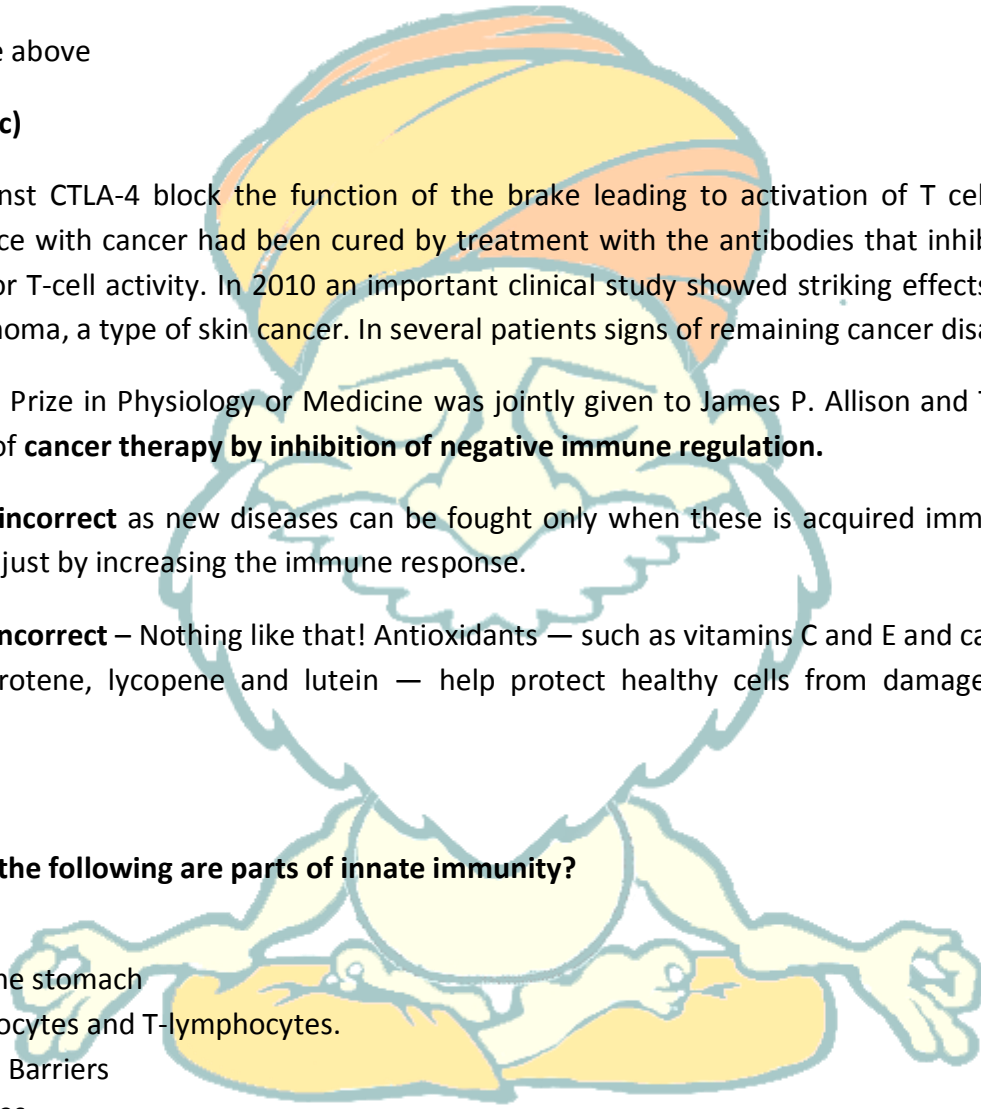 e above
c)
nst CTLA-4 block the function of the brake leading to activation of T cel
ce with cancer had been cured by treatment with the antibodies that inhib
or T-cell activity. In 2010 an important clinical study showed striking effects
noma, a type of skin cancer. In several patients signs of remaining cancer disa
Prize in Physiology or Medicine was jointly given to James P. Allison and T
of cancer therapy by inhibition of negative immune regulation.
incorrect as new diseases can be fought only when these is acquired imm
just by increasing the immune response.
incorrect – Nothing like that! Antioxidants — such as vitamins C and E and ca
rotene, lycopene and lutein — help protect healthy cells from damage
the following are parts of innate immunity?
he stomach
ocytes and T-lymphocytes.
Barriers